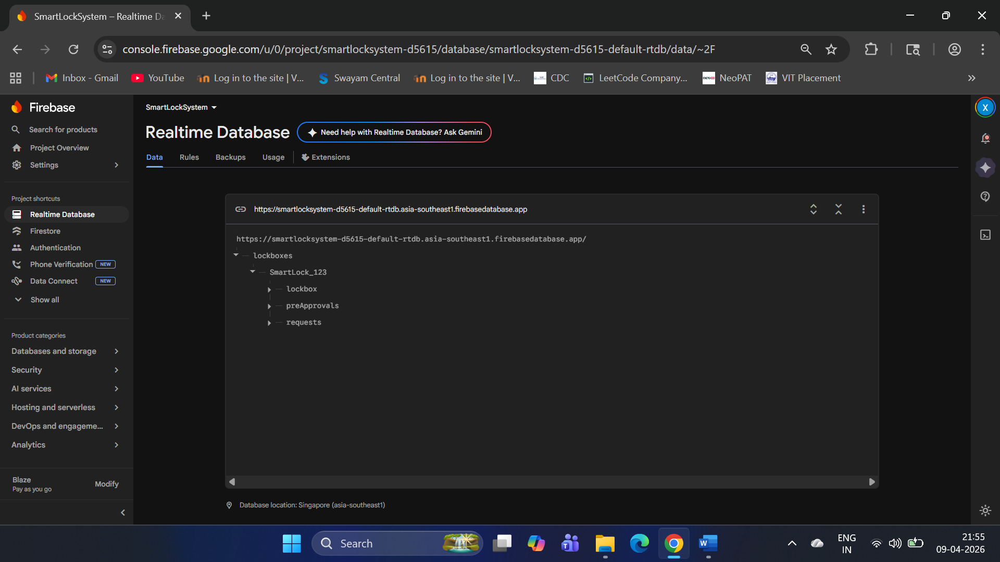 SmartLockSystem – Realtime Da
console.firebase.google.com/u/0/project/smartlocksystem-d5615/database/smartlocksystem-d5615-default-rtdb/data/~2F
Inbox - Gmail
YouTube
Log in to the site | V...
Swayam Central
Log in to the site | V...
CDC
LeetCode Company...
NeoPAT
VIT Placement
Firebase
Search for products
Project Overview
Settings
Project shortcuts
Realtime Database
Firestore
Authentication
Phone Verification NEW
Data Connect NEW
Show all
Product categories
Databases and storage
Security
AI services
Hosting and serverless
DevOps and engageme...
Analytics
Blaze
Pay as you go
Modify
SmartLockSystem
Realtime Database
Need help with Realtime Database? Ask Gemini
Data
Rules
Backups
Usage
Extensions
https://smartlocksystem-d5615-default-rtdb.asia-southeast1.firebasedatabase.app
https://smartlocksystem-d5615-default-rtdb.asia-southeast1.firebasedatabase.app/
lockboxes
SmartLock_123
lockbox
preApprovals
requests
Database location: Singapore (asia-southeast1)
X
Search
ENG
IN
21:55
09-04-2026